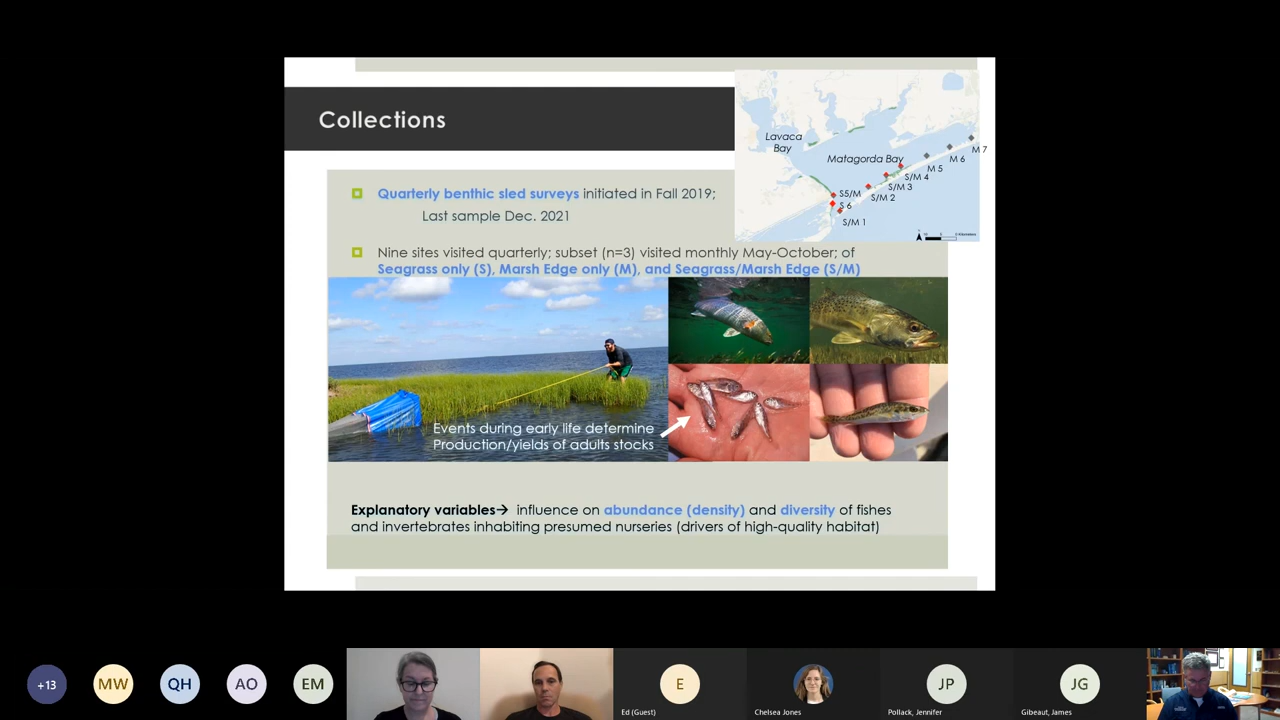 Collections
Lavaca
Bay
Matagorda Bay
M 7
M 6
M 5
S/M 4
S/M 3
S/M 2
S5/M
S 6
S/M 1
Quarterly benthic sled surveys initiated in Fall 2019;
Last sample Dec. 2021
Nine sites visited quarterly; subset (n=3) visited monthly May-October; of
Seagrass only (S), Marsh Edge only (M), and Seagrass/Marsh Edge (S/M)
Events during early life determine
Production/yields of adults stocks
Explanatory variables→ influence on abundance (density) and diversity of fishes
and invertebrates inhabiting presumed nurseries (drivers of high-quality habitat)
+13
MW
QH
AO
EM
E
Ed (Guest)
Chelsea Jones
JP
Pollack, Jennifer
JG
Gibeaut, James